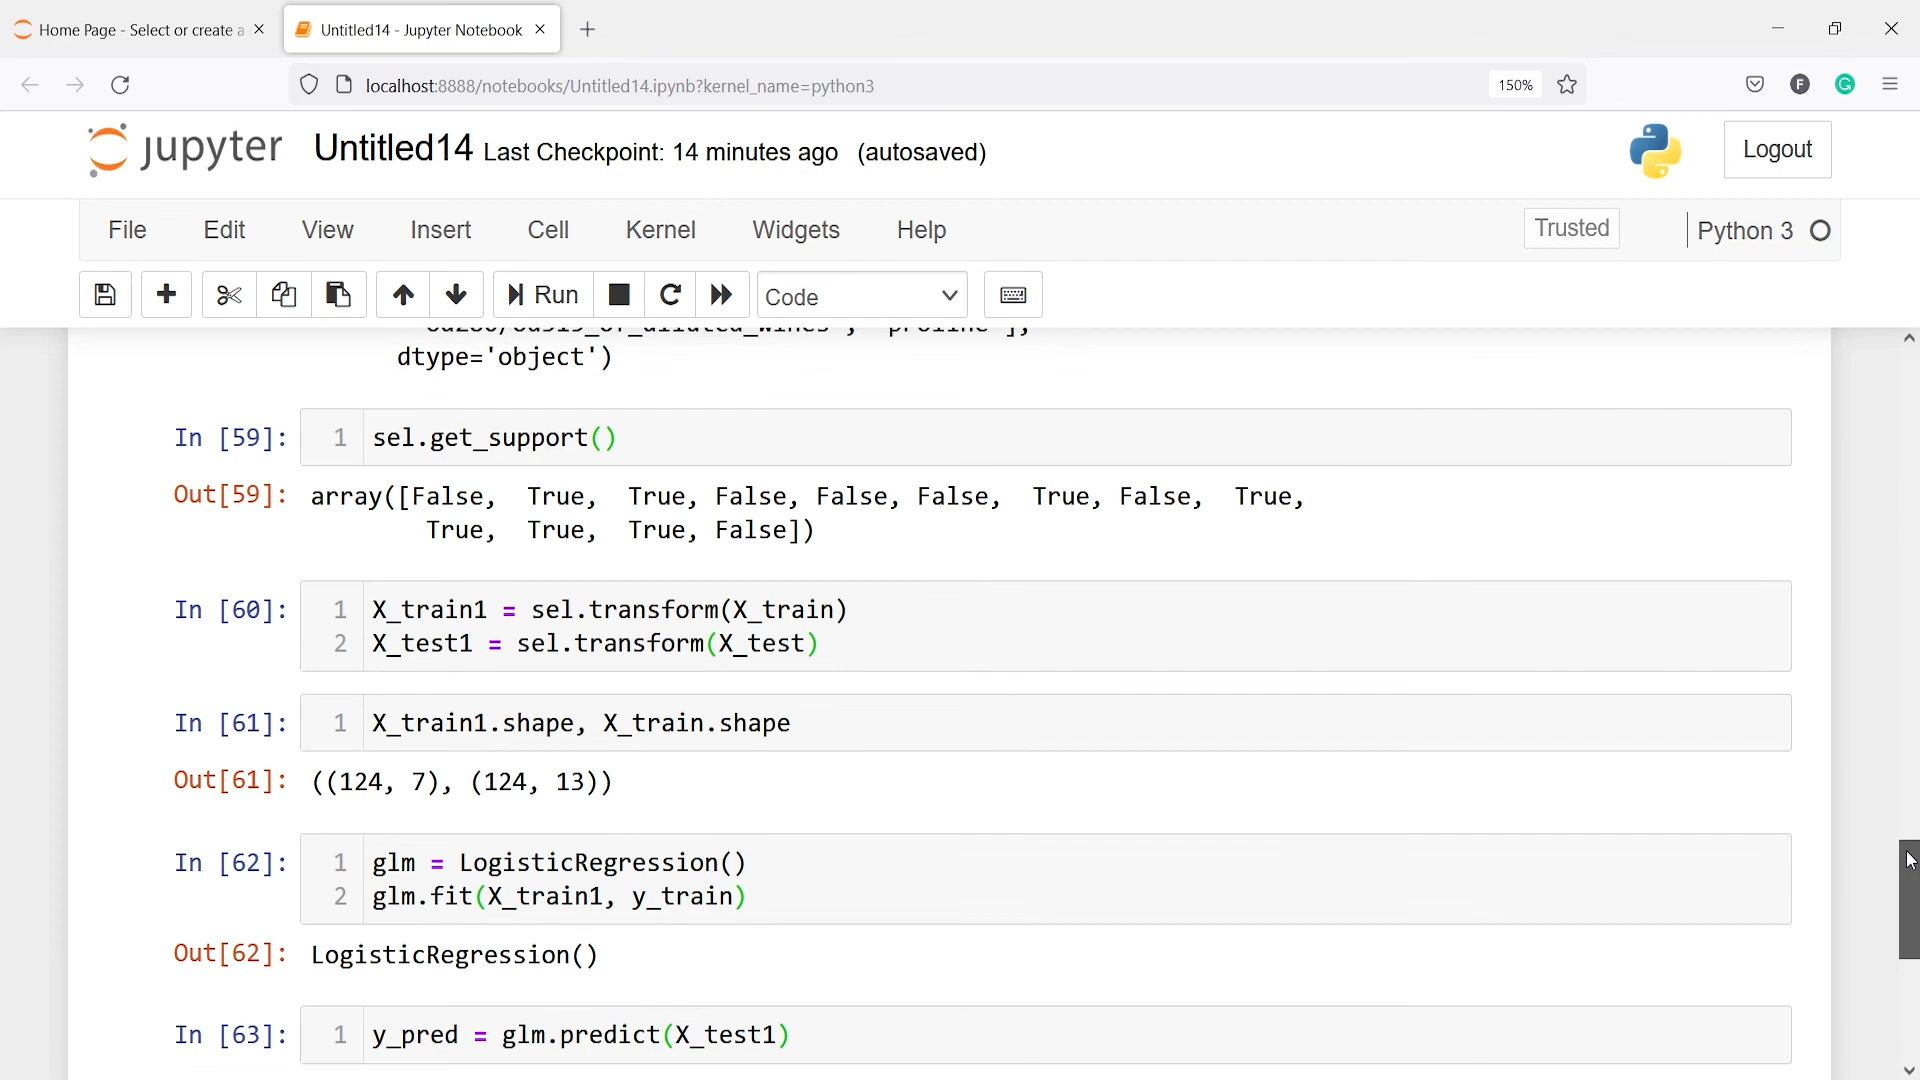 Home Page - Select or create a
Untitled14 - Jupyter Notebook
localhost:8888/notebooks/Untitled14.ipynb?kernel_name=python3
150%
F
G
jupyter Untitled14 Last Checkpoint: 14 minutes ago (autosaved)
Logout
File Edit View Insert Cell Kernel Widgets Help
Trusted
Python 3
Run
Code
dtype='object')
In [59]: 1 sel.get_support()
Out[59]: array([False, True, True, False, False, False, True, False, True,
True, True, True, False])
In [60]: 1 X_train1 = sel.transform(X_train)
2 X_test1 = sel.transform(X_test)
In [61]: 1 X_train1.shape, X_train.shape
Out[61]: ((124, 7), (124, 13))
In [62]: 1 glm = LogisticRegression()
2 glm.fit(X_train1, y_train)
Out[62]: LogisticRegression()
In [63]: 1 y_pred = glm.predict(X_test1)